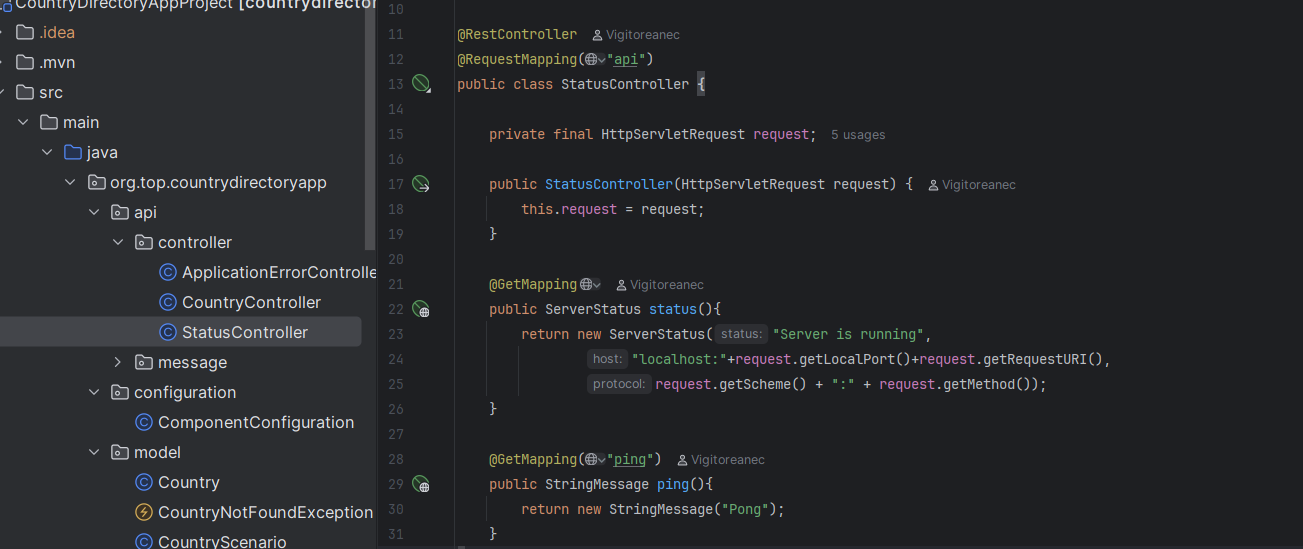 CountryDirectoryAppProject [countrydirector
.idea
.mvn
src
main
java
org.top.countrydirectoryapp
api
controller
ApplicationErrorControlle
CountryController
StatusController
message
configuration
ComponentConfiguration
model
Country
CountryNotFoundException
CountryScenario
10
11 @RestController Vigitoreanec
12 @RequestMapping("api")
13 public class StatusController {
14
15 private final HttpServletRequest request; 5 usages
16
17 public StatusController(HttpServletRequest request) { Vigitoreanec
18 this.request = request;
19 }
20
21 @GetMapping Vigitoreanec
22 public ServerStatus status(){
23 return new ServerStatus( status: "Server is running",
24 host: "localhost:"+request.getLocalPort()+request.getRequestURI(),
25 protocol: request.getScheme() + ":" + request.getMethod());
26 }
27
28 @GetMapping("ping") Vigitoreanec
29 public StringMessage ping(){
30 return new StringMessage("Pong");
31 }